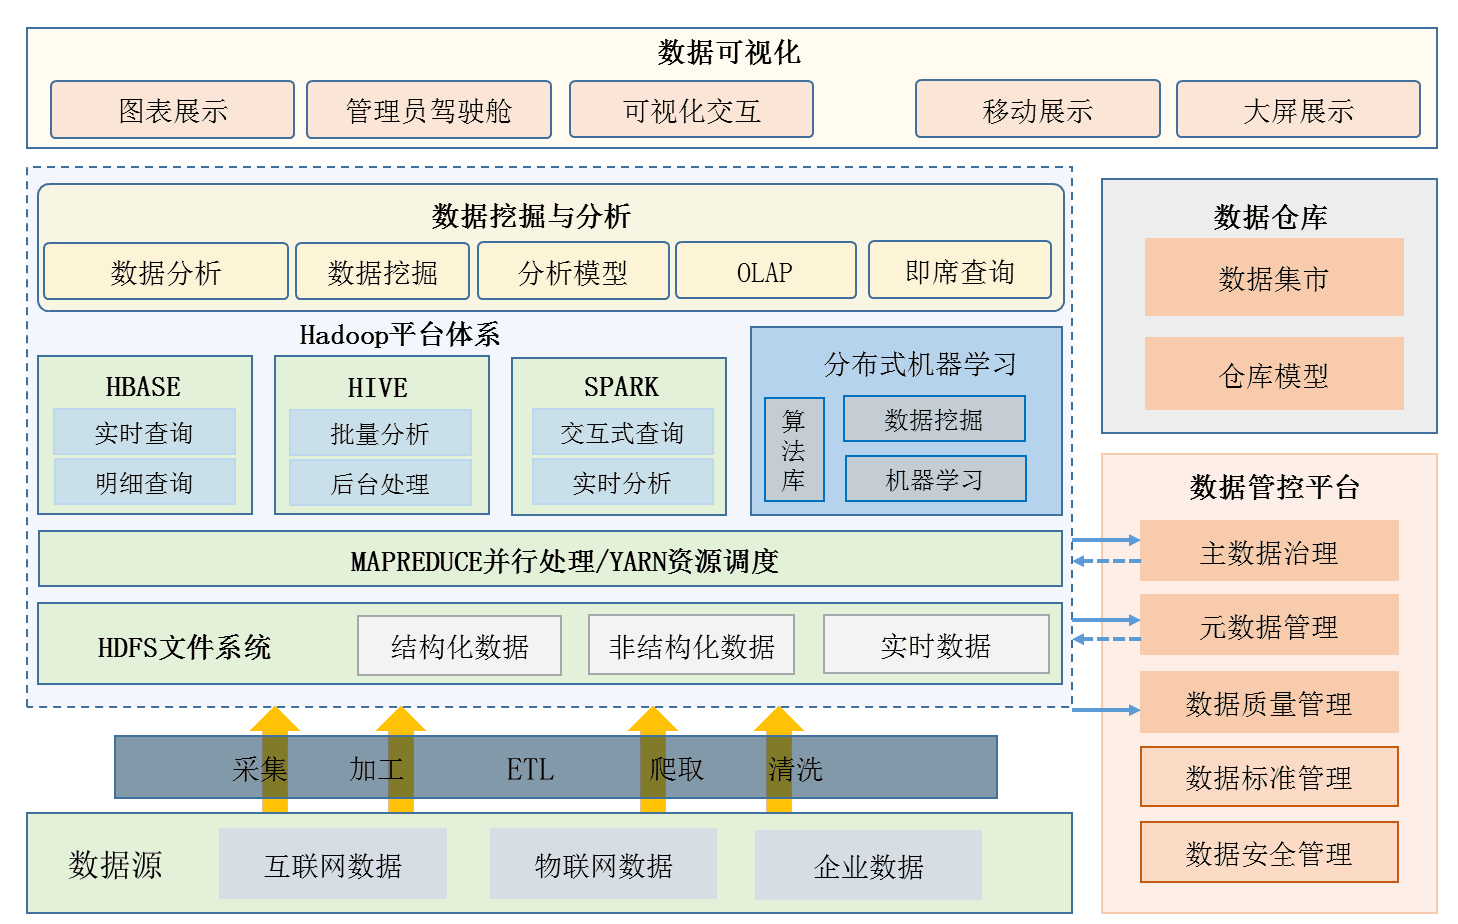 数据可视化
图表展示
管理员驾驶舱
可视化交互
移动展示
大屏展示
数据挖掘与分析
数据分析
数据挖掘
分析模型
OLAP
即席查询
Hadoop平台体系
HBASE
实时查询
明细查询
HIVE
批量分析
后台处理
SPARK
交互式查询
实时分析
分布式机器学习
算法库
数据挖掘
机器学习
MAPREDUCE并行处理/YARN资源调度
HDFS文件系统
结构化数据
非结构化数据
实时数据
采集
加工
ETL
爬取
清洗
数据源
互联网数据
物联网数据
企业数据
数据仓库
数据集市
仓库模型
数据管控平台
主数据治理
元数据管理
数据质量管理
数据标准管理
数据安全管理